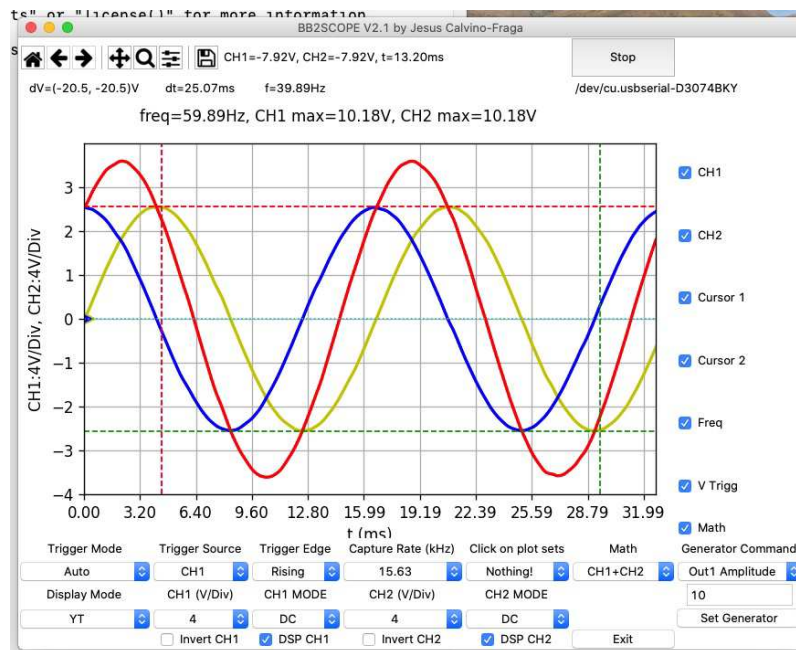 ts" or "license()" for more information
BB2SCOPE V2.1 by Jesus Calvino-Fraga
CH1=-7.92V, CH2=-7.92V, t=13.20ms
Stop
dV=(-20.5, -20.5)V dt=25.07ms f=39.89Hz
/dev/cu.usbserial-D3074BKY
freq=59.89Hz, CH1 max=10.18V, CH2 max=10.18V
CH1:4V/Div, CH2:4V/Div
3
2
1
0
−1
−2
−3
−4
0.00 3.20 6.40 9.60 12.80 15.99 19.19 22.39 25.59 28.79 31.99
t (ms)
CH1
CH2
Cursor 1
Cursor 2
Freq
V Trigg
Math
Trigger Mode Trigger Source Trigger Edge Capture Rate (kHz) Click on plot sets Math Generator Command
Auto CH1 Rising 15.63 Nothing! CH1+CH2 Out1 Amplitude
Display Mode CH1 (V/Div) CH1 MODE CH2 (V/Div) CH2 MODE 10
YT 4 DC 4 DC Set Generator
Invert CH1 DSP CH1 Invert CH2 DSP CH2 Exit